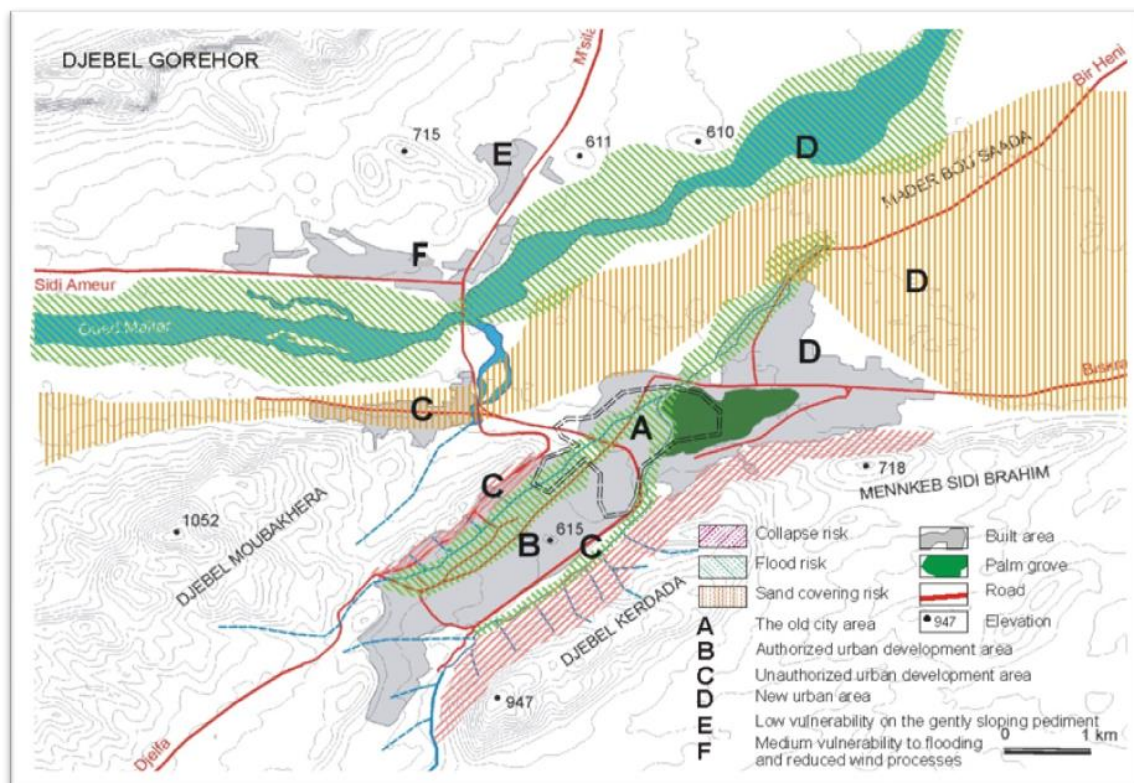 DJEBEL GOREHOR
M'sila
Bir Heni
715
E
611
610
D
MADER BOU SAADA
F
Sidi Ameur
Oued Maitar
D
D
Biskra
C
A
C
718
MENNKEB SIDI BRAHIM
1052
DJEBEL MOUBAKHERA
B
615
C
DJEBEL KERDADA
947
Djelfa
Collapse risk
Flood risk
Sand covering risk
Built area
Palm grove
Road
947 Elevation
A The old city area
B Authorized urban development area
C Unauthorized urban development area
D New urban area
E Low vulnerability on the gently sloping pediment
F Medium vulnerability to flooding
and reduced wind processes
0 1 km